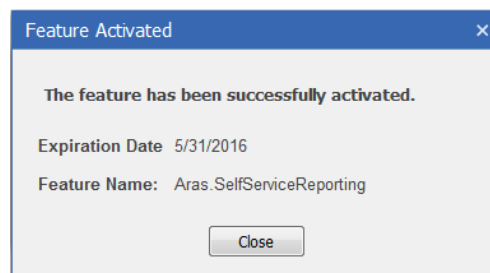 Feature Activated
The feature has been successfully activated.
Expiration Date 5/31/2016
Feature Name: Aras.SelfServiceReporting
Close